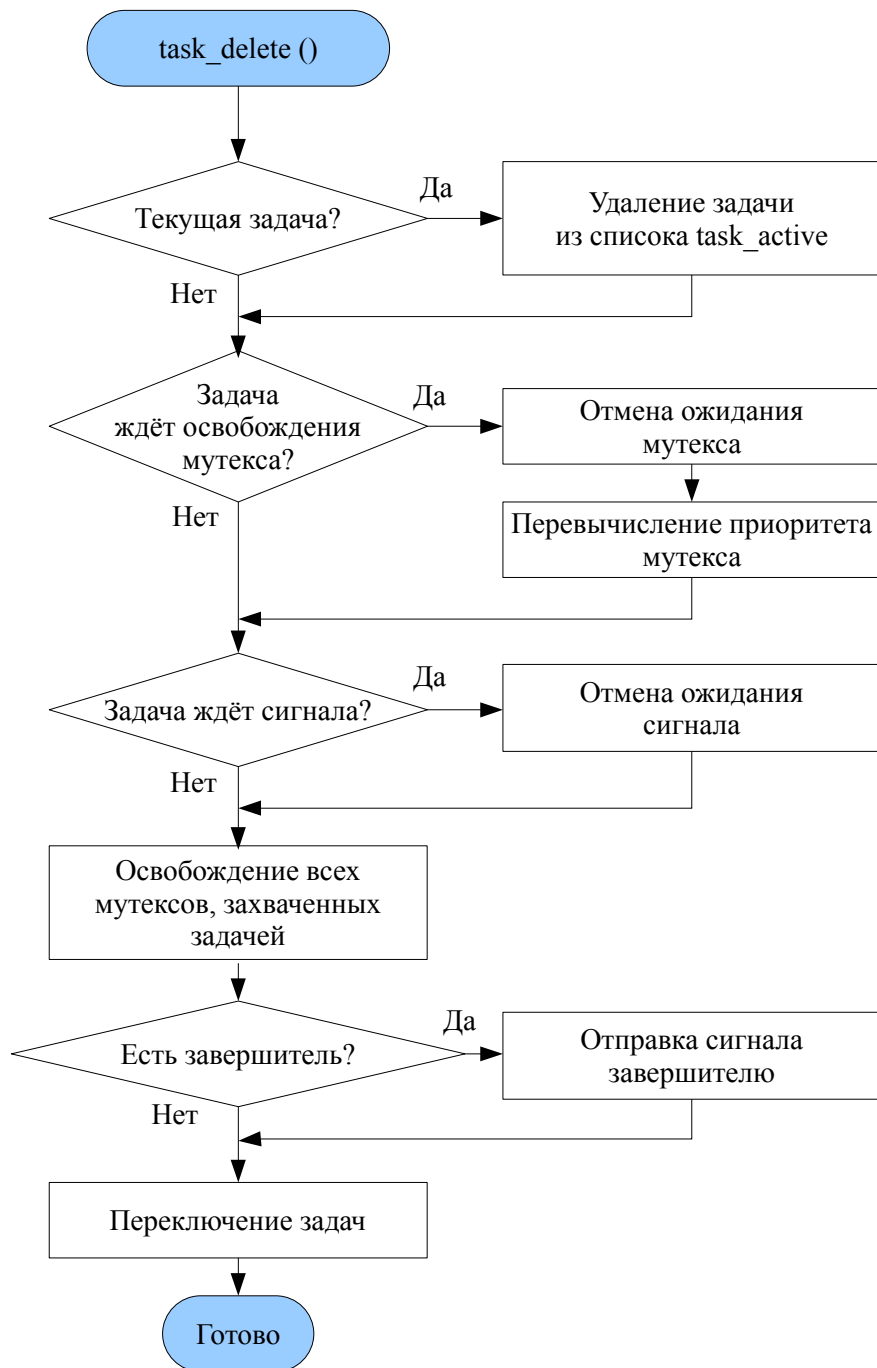 task_delete ()
Да
Текущая задача?
Удаление задачи
из списока task_active
Нет
Задача
ждёт освобождения
мутекса?
Да
Отмена ожидания
мутекса
Нет
Перевычисление приоритета
мутекса
Да
Задача ждёт сигнала?
Отмена ожидания
сигнала
Нет
Освобождение всех
мутексов, захваченных
задачей
Да
Есть завершитель?
Отправка сигнала
завершителю
Нет
Переключение задач
Готово